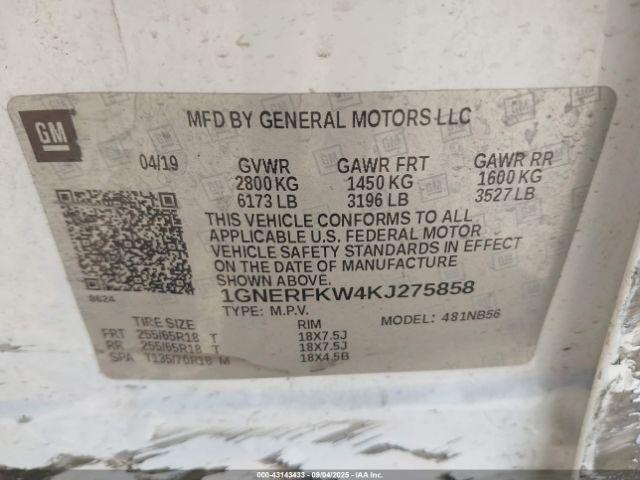 GM
MFD BY GENERAL MOTORS LLC
04/19 GVWR GAWR FRT GAWR RR
2800 KG 1450 KG 1600 KG
6173 LB 3196 LB 3527 LB
THIS VEHICLE CONFORMS TO ALL
APPLICABLE U.S. FEDERAL MOTOR
VEHICLE SAFETY STANDARDS IN EFFECT
ON THE DATE OF MANUFACTURE
SHOWN ABOVE.
8624
1GNERFKW4KJ275858
TYPE: M.P.V. MODEL: 481NB56
TIRE SIZE RIM
FRT 255/65R18 T 18X7.5J
RR 255/65R18 T 18X7.5J
SPA T135/70R18 M 18X4.5B
000-43143433 - 09/04/2025 - IAAI.COM